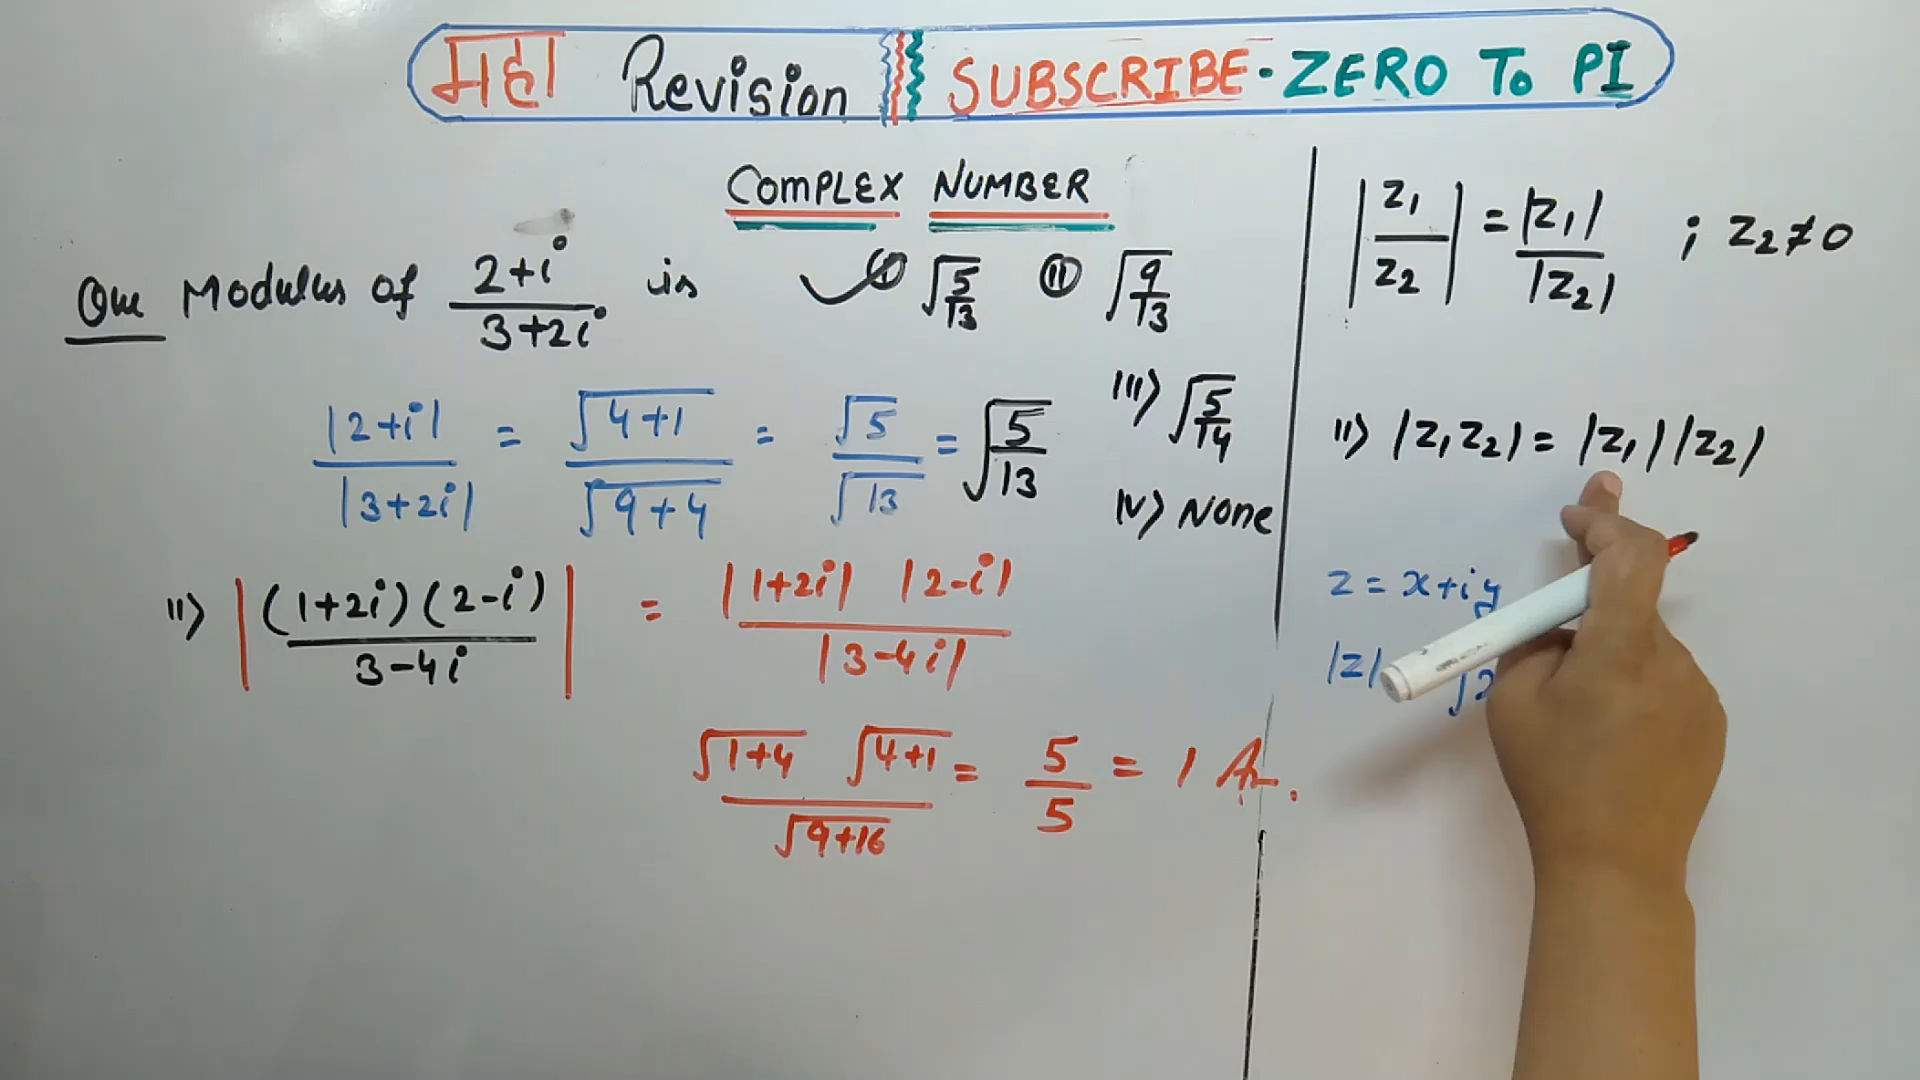 महा Revision SUBSCRIBE - ZERO TO PI
COMPLEX NUMBER
Que Modulus of (2+i)/(3+2i) is (i) √(5/13) (ii) √(9/13)
iii) √(5/14)
iv) None
|2+i|/|3+2i| = √(4+1)/√(9+4) = √5/√13 = √(5/13)
ii) |(1+2i)(2-i)/(3-4i)| = |1+2i| |2-i|/|3-4i|
√(1+4) √(4+1)/√(9+16) = 5/5 = 1 An.
|z₁/z₂| = |z₁|/|z₂| ; z₂≠0
ii) |z₁z₂| = |z₁||z₂|
z = x+iy
|z|